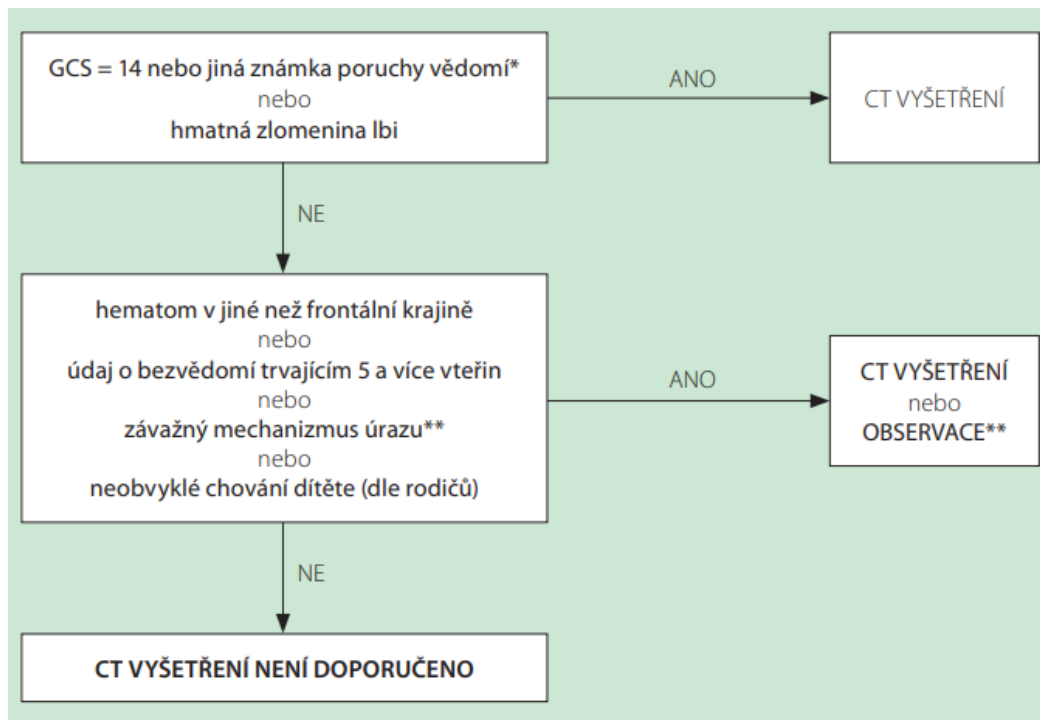 GCS = 14 nebo jiná známka poruchy vědomí*
nebo
hmatná zlomenina lbi
ANO
CT VYŠETŘENÍ
NE
hematom v jiné než frontální krajině
nebo
údaj o bezvědomí trvajícím 5 a více vteřin
nebo
závažný mechanizmus úrazu**
nebo
neobvyklé chování dítěte (dle rodičů)
ANO
CT VYŠETŘENÍ
nebo
OBSERVACE**
NE
CT VYŠETŘENÍ NENÍ DOPORUČENO